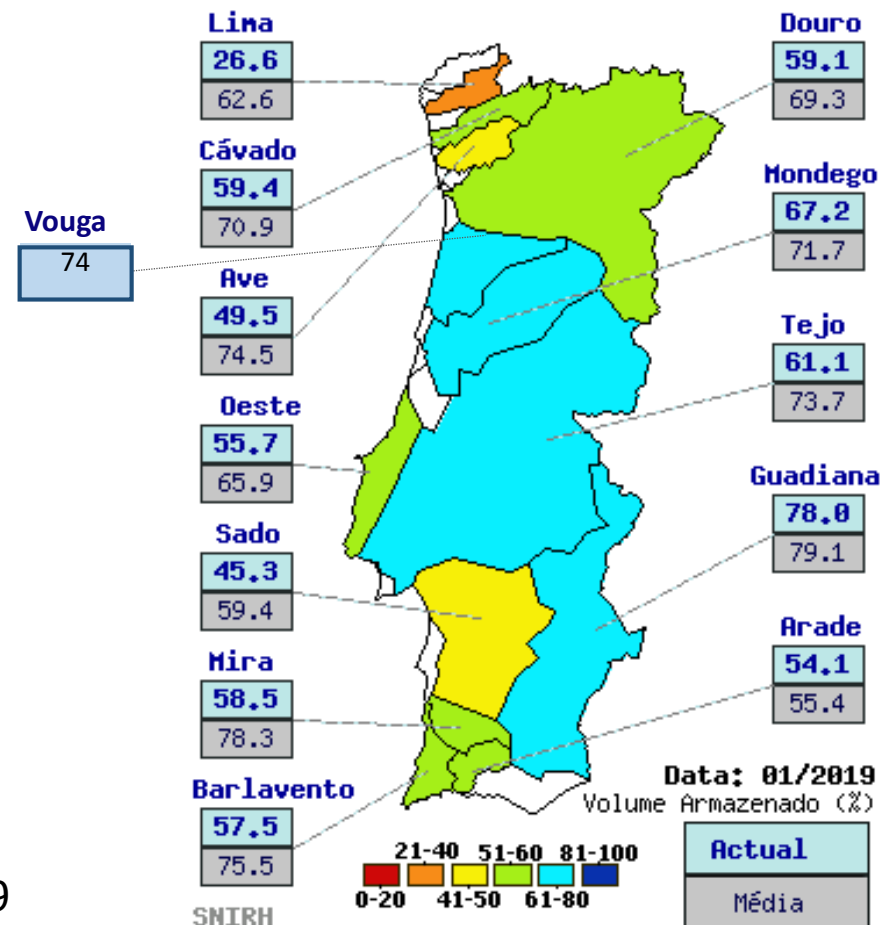 Lima
26.6
62.6
Douro
59.1
69.3
Cávado
59.4
70.9
Mondego
67.2
71.7
Vouga
74
Ave
49.5
74.5
Tejo
61.1
73.7
Oeste
55.7
65.9
Guadiana
78.0
79.1
Sado
45.3
59.4
Arade
54.1
55.4
Mira
58.5
78.3
Barlavento
57.5
75.5
Data: 01/2019
Volume Armazenado (%)
Actual
Média
21-40 51-60 81-100
0-20 41-50 61-80
9
SNIRH